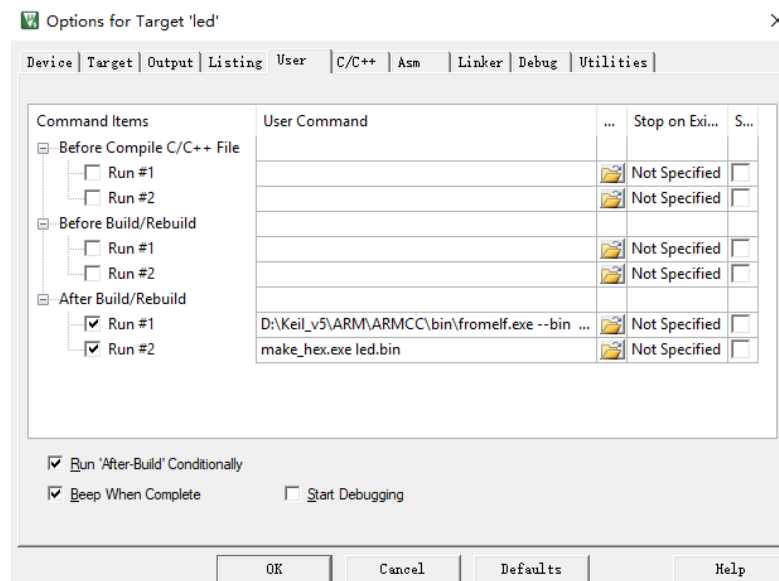 Options for Target 'led'
Device Target Output Listing User C/C++ Asm Linker Debug Utilities
Command Items User Command ... Stop on Exi... S...
Before Compile C/C++ File
Run #1 Not Specified
Run #2 Not Specified
Before Build/Rebuild
Run #1 Not Specified
Run #2 Not Specified
After Build/Rebuild
Run #1 D:\Keil_v5\ARM\ARMCC\bin\fromelf.exe --bin ... Not Specified
Run #2 make_hex.exe led.bin Not Specified
Run 'After-Build' Conditionally
Beep When Complete Start Debugging
OK Cancel Defaults Help